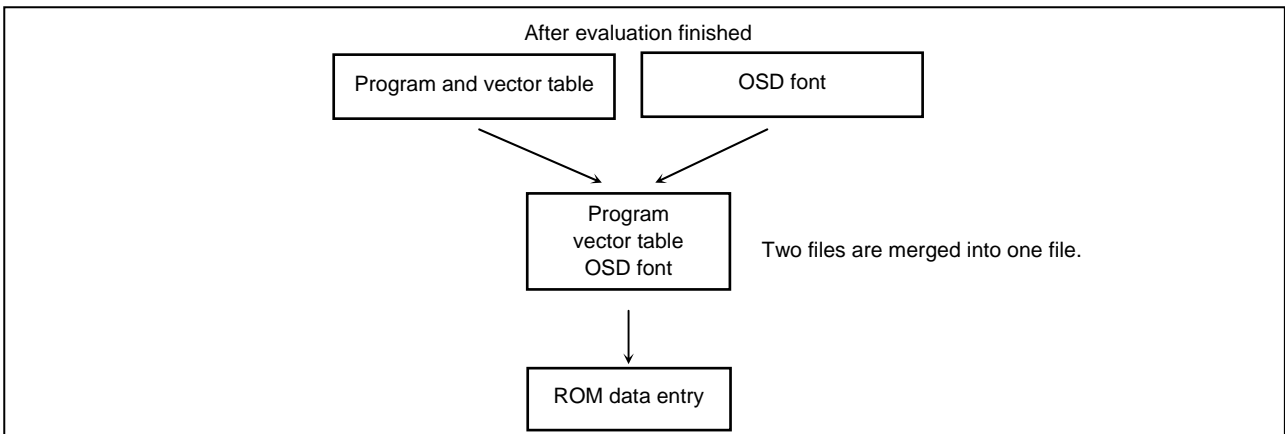 After evaluation finished
Program and vector table
OSD font
Program
vector table
OSD font
Two files are merged into one file.
ROM data entry